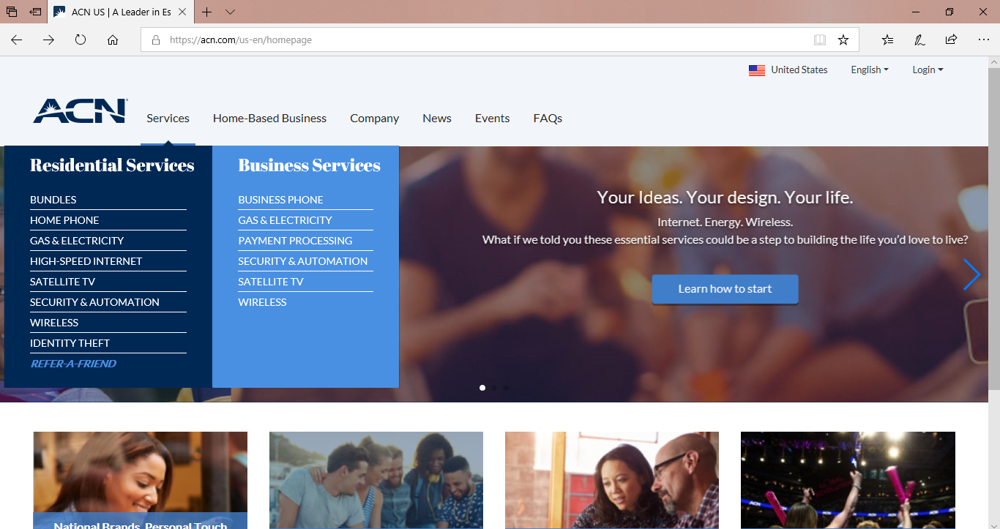 ACN US | A Leader in Es
https://acn.com/us-en/homepage
United States English Login
ACN
Services Home-Based Business Company News Events FAQs
Residential Services
BUNDLES
HOME PHONE
GAS & ELECTRICITY
HIGH-SPEED INTERNET
SATELLITE TV
SECURITY & AUTOMATION
WIRELESS
IDENTITY THEFT
REFER-A-FRIEND
Business Services
BUSINESS PHONE
GAS & ELECTRICITY
PAYMENT PROCESSING
SECURITY & AUTOMATION
SATELLITE TV
WIRELESS
Your Ideas. Your design. Your life.
Internet. Energy. Wireless.
What if we told you these essential services could be a step to building the life you'd love to live?
Learn how to start
National Brands. Personal Touch
ACN
ACN
ACN